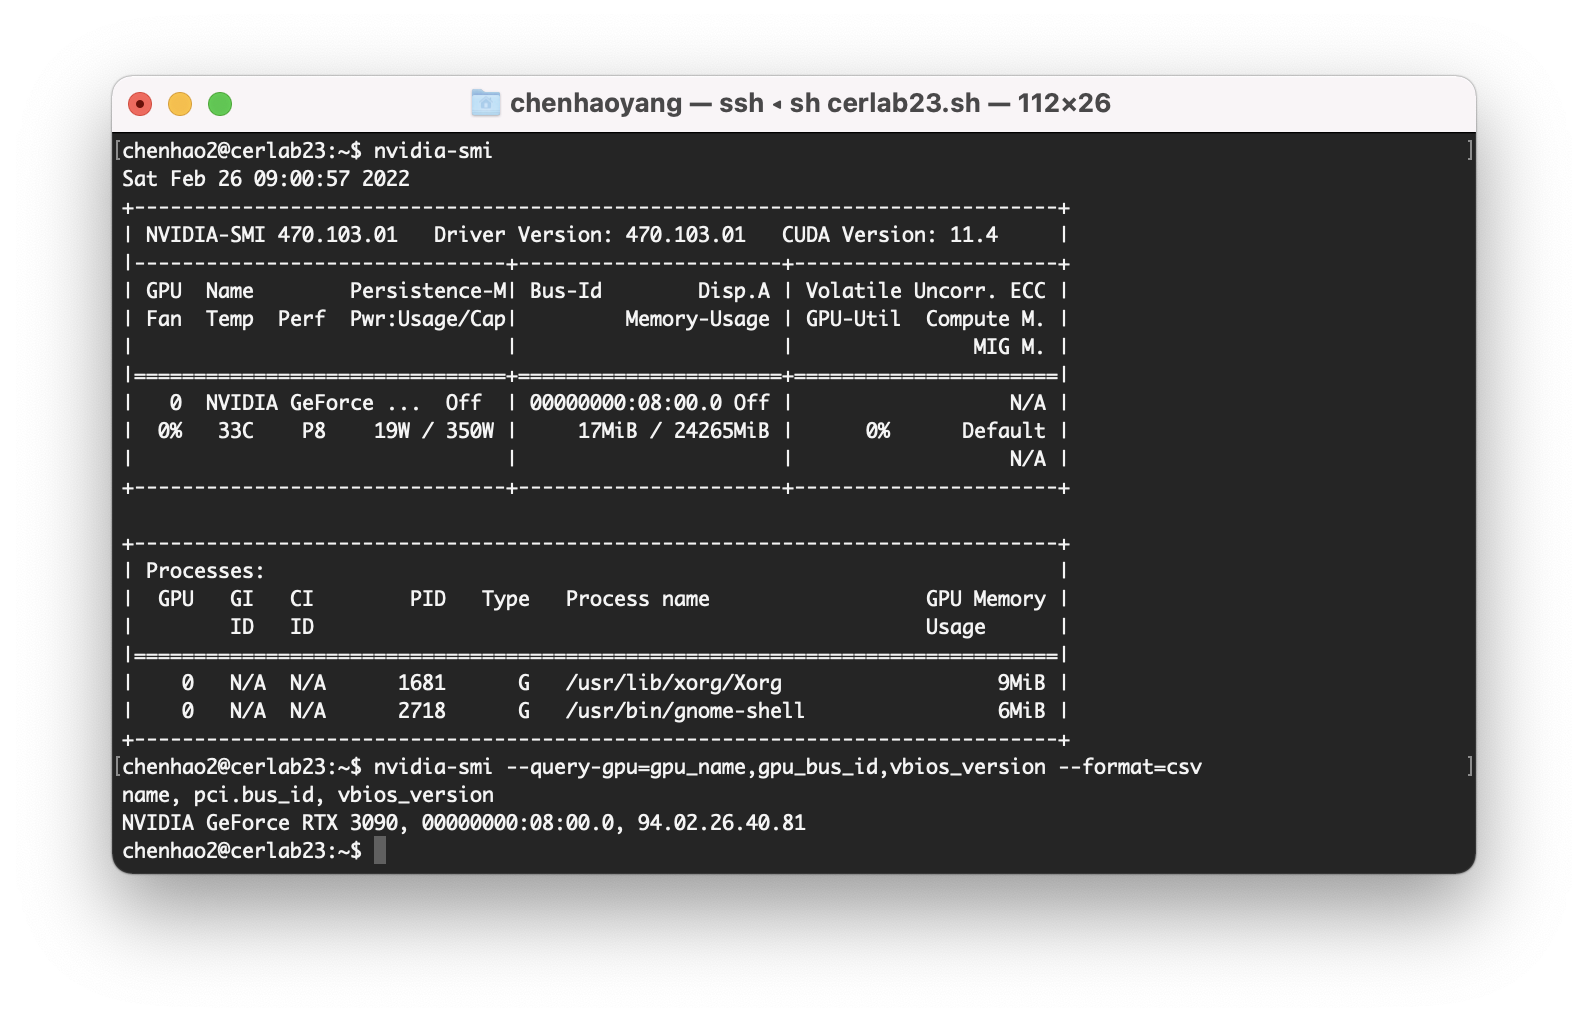 chenhaoyang — ssh ◂ sh cerlab23.sh — 112×26
[chenhao2@cerlab23:~$ nvidia-smi ]
Sat Feb 26 09:00:57 2022
+-----------------------------------------------------------------------------+
| NVIDIA-SMI 470.103.01   Driver Version: 470.103.01   CUDA Version: 11.4     |
|-------------------------------+----------------------+----------------------+
| GPU  Name        Persistence-M| Bus-Id        Disp.A | Volatile Uncorr. ECC |
| Fan  Temp  Perf  Pwr:Usage/Cap|         Memory-Usage | GPU-Util  Compute M. |
|                               |                      |               MIG M. |
|===============================+======================+======================|
|   0  NVIDIA GeForce ...  Off  | 00000000:08:00.0 Off |                  N/A |
|  0%   33C    P8    19W / 350W |     17MiB / 24265MiB |      0%      Default |
|                               |                      |                  N/A |
+-------------------------------+----------------------+----------------------+
+-----------------------------------------------------------------------------+
| Processes:                                                                  |
|  GPU   GI   CI        PID   Type   Process name                  GPU Memory |
|        ID   ID                                                   Usage      |
|=============================================================================|
|    0   N/A  N/A      1681      G   /usr/lib/xorg/Xorg                  9MiB |
|    0   N/A  N/A      2718      G   /usr/bin/gnome-shell                6MiB |
+-----------------------------------------------------------------------------+
[chenhao2@cerlab23:~$ nvidia-smi --query-gpu=gpu_name,gpu_bus_id,vbios_version --format=csv ]
name, pci.bus_id, vbios_version
NVIDIA GeForce RTX 3090, 00000000:08:00.0, 94.02.26.40.81
chenhao2@cerlab23:~$